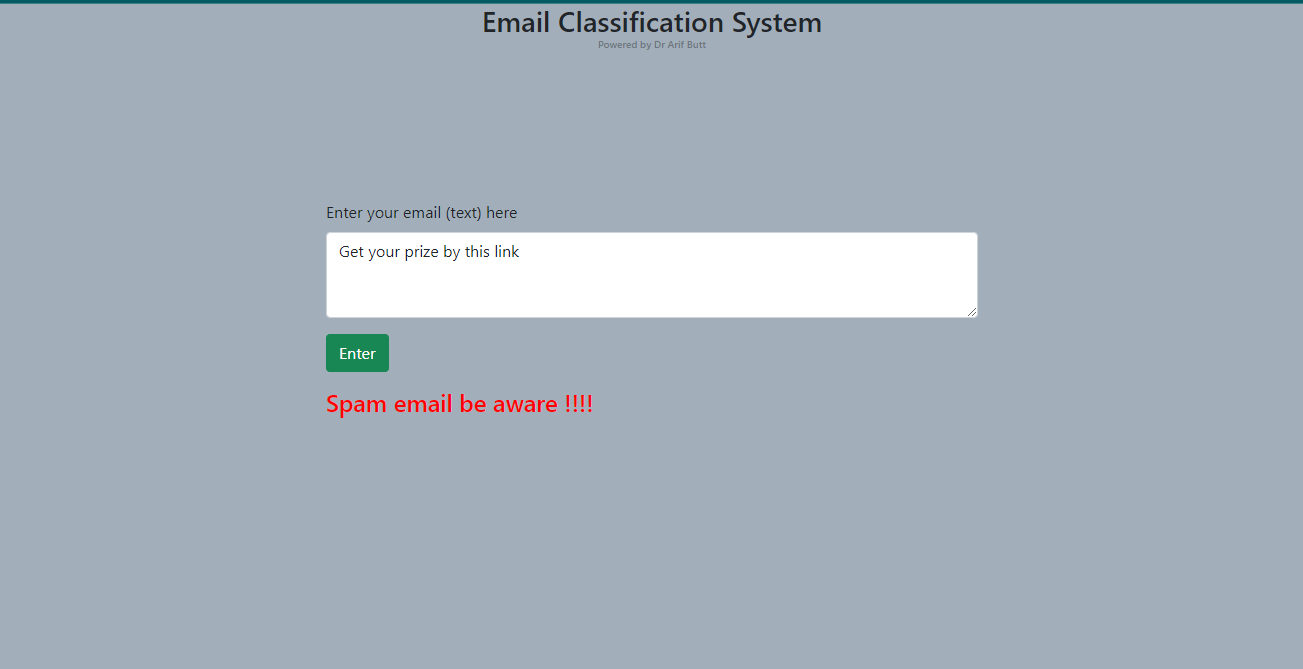 Email Classification System
Powered by Dr Arif Butt
Enter your email (text) here
Get your prize by this link
Enter
Spam email be aware !!!!